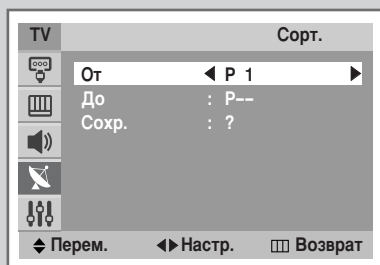 TV Сорт.
От ◀ P 1 ▶
До : P--
Сохр. : ?
Перем. Настр. Возврат